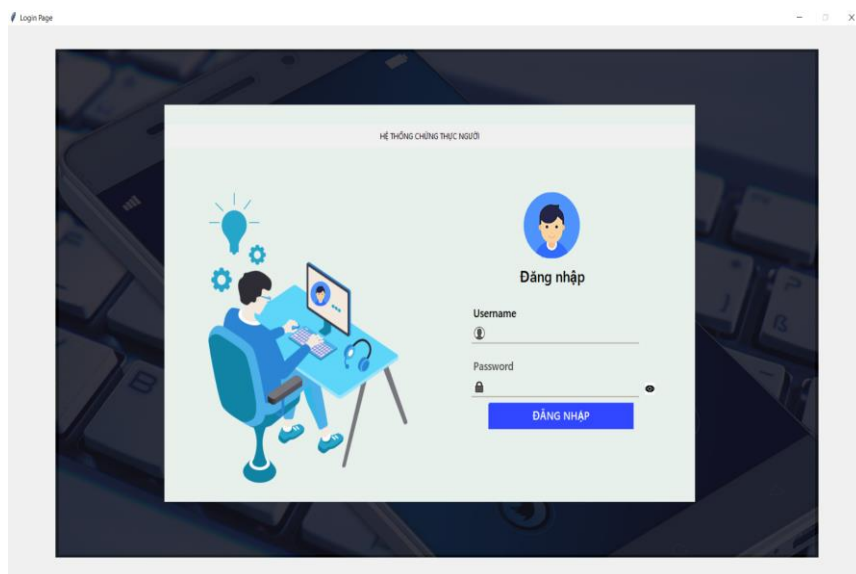 Login Page
HỆ THỐNG CHỨNG THỰC NGƯỜI
Đăng nhập
Username
Password
ĐĂNG NHẬP